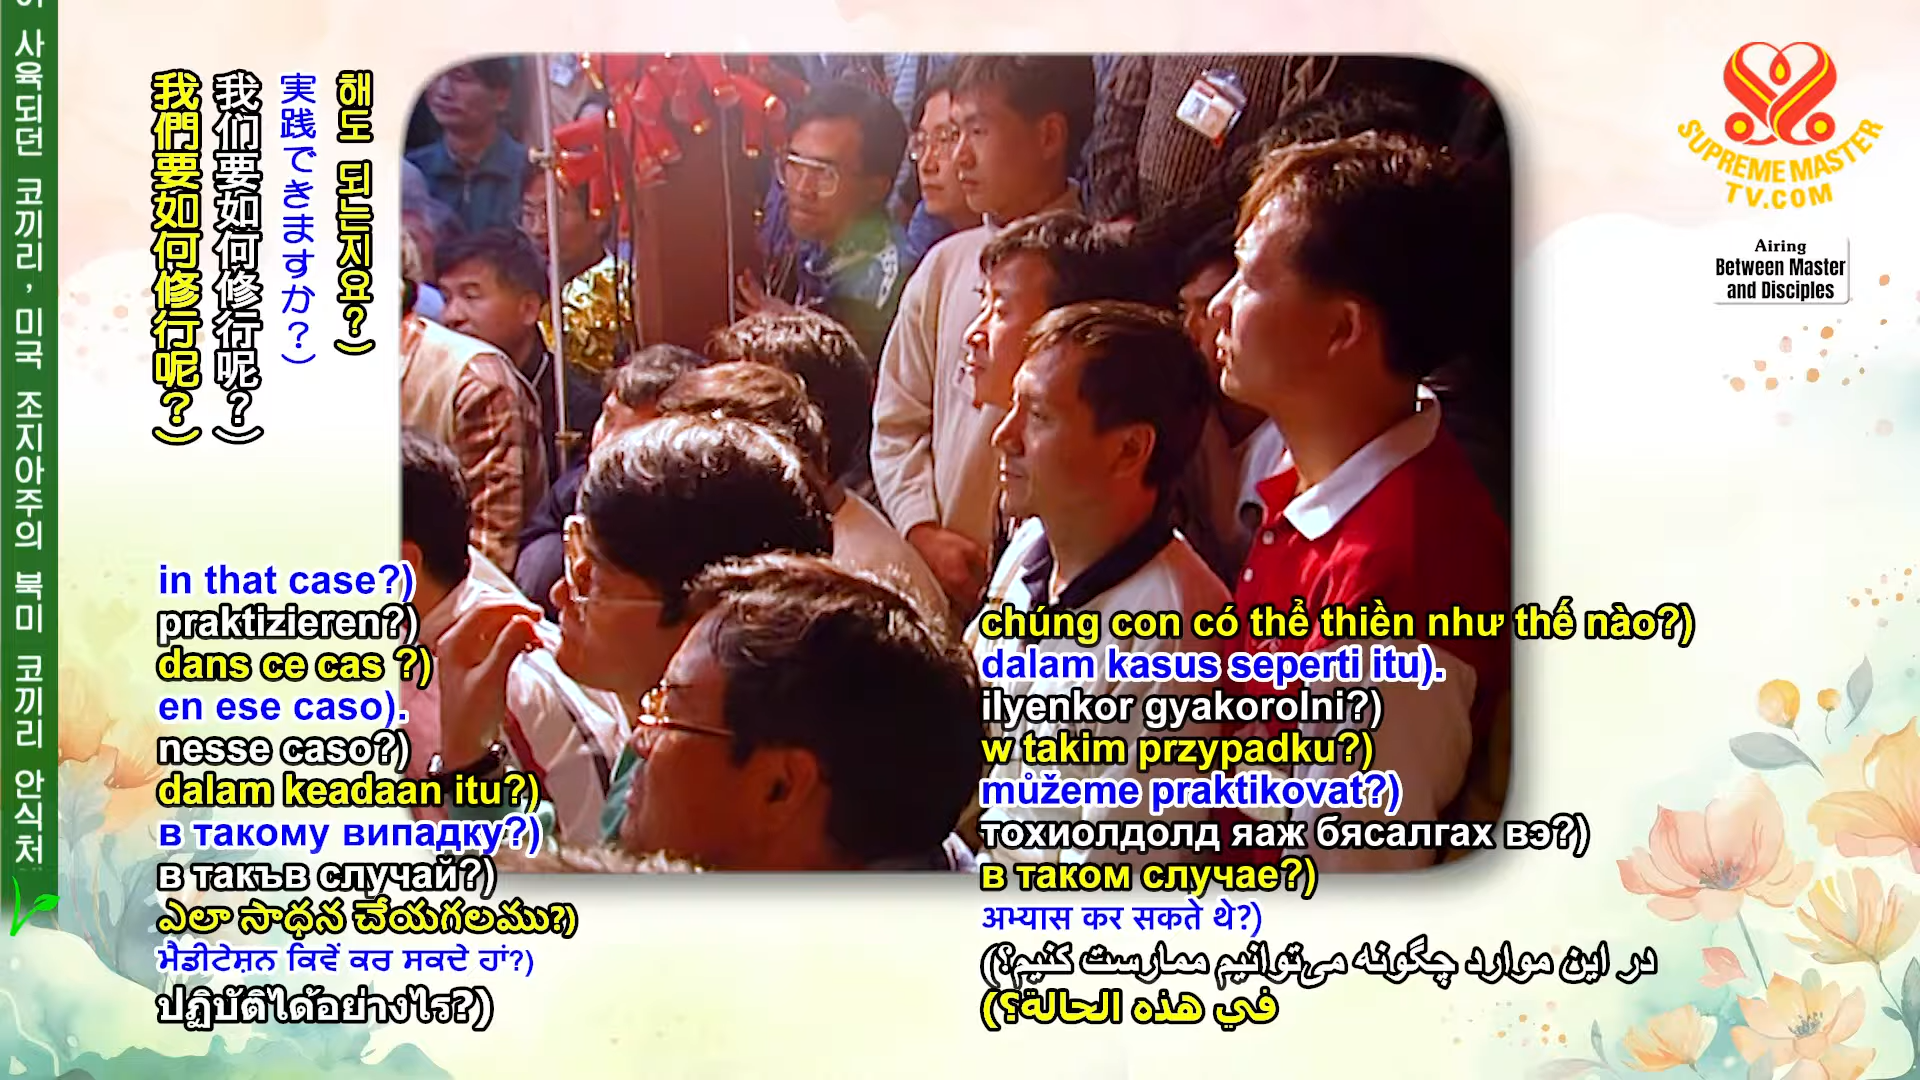 사육되던 코끼리, 미국 조지아주의 북미 코끼리 안식처
我們要如何修行呢？）
我们要如何修行呢？）
実践できますか？）
해도 되는지요?)
SUPREME MASTER
TV.COM
Airing
Between Master
and Disciples
in that case?)
praktizieren?)
dans ce cas ?)
en ese caso).
nesse caso?)
dalam keadaan itu?)
в такому випадку?)
в такъв случай?)
ఎలా సాధన చేయగలము?)
ਮੈਡੀਟੇਸ਼ਨ ਕਿਵੇਂ ਕਰ ਸਕਦੇ ਹਾਂ?)
ปฏิบัติได้อย่างไร?)
chúng con có thể thiền như thế nào?)
dalam kasus seperti itu).
ilyenkor gyakorolni?)
w takim przypadku?)
můžeme praktikovat?)
тохиолдолд яаж бясалгах вэ?)
в таком случае?)
अभ्यास कर सकते थे?)
در این موارد چگونه می‌توانیم ممارست کنیم؟)
في هذه الحالة؟)